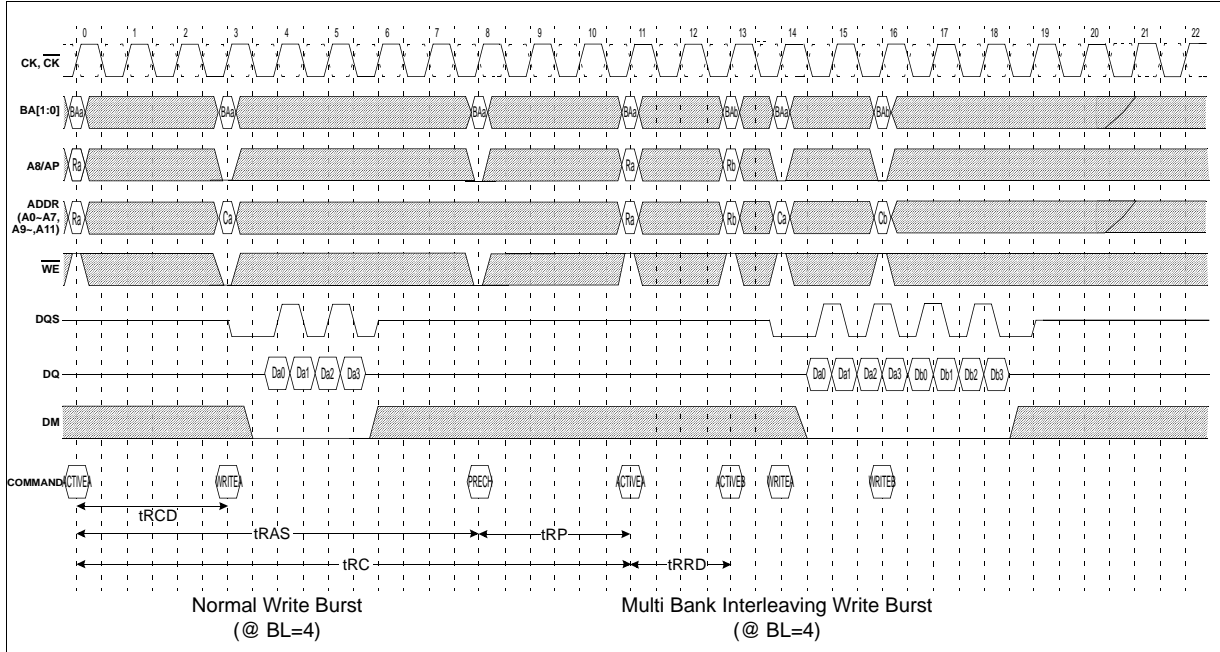 0 1 2 3 4 5 6 7 8 9 10 11 12 13 14 15 16 17 18 19 20 21 22
CK, CK
BA[1:0] BAa BAa BAa BAa BAb BAa BAb
A8/AP Ra Ra Rb
ADDR
(A0~A7,
A9~,A11)
Ra Ca Ra Rb Ca Cb
WE
DQS
DQ Da0 Da1 Da2 Da3 Da0 Da1 Da2 Da3 Db0 Db1 Db2 Db3
DM
COMMAND ACTIVEA WRITEA PRECH ACTIVEA ACTIVEB WRITEA WRITEB
tRCD
tRAS tRP
tRC tRRD
Normal Write Burst Multi Bank Interleaving Write Burst
(@ BL=4) (@ BL=4)